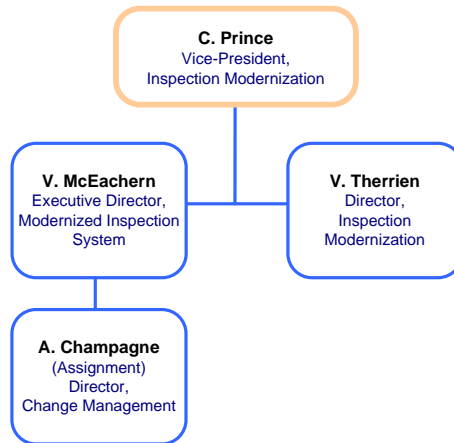 C. Prince
Vice-President,
Inspection Modernization
V. McEachern
Executive Director,
Modernized Inspection
System
V. Therrien
Director,
Inspection
Modernization
A. Champagne
(Assignment)
Director,
Change Management